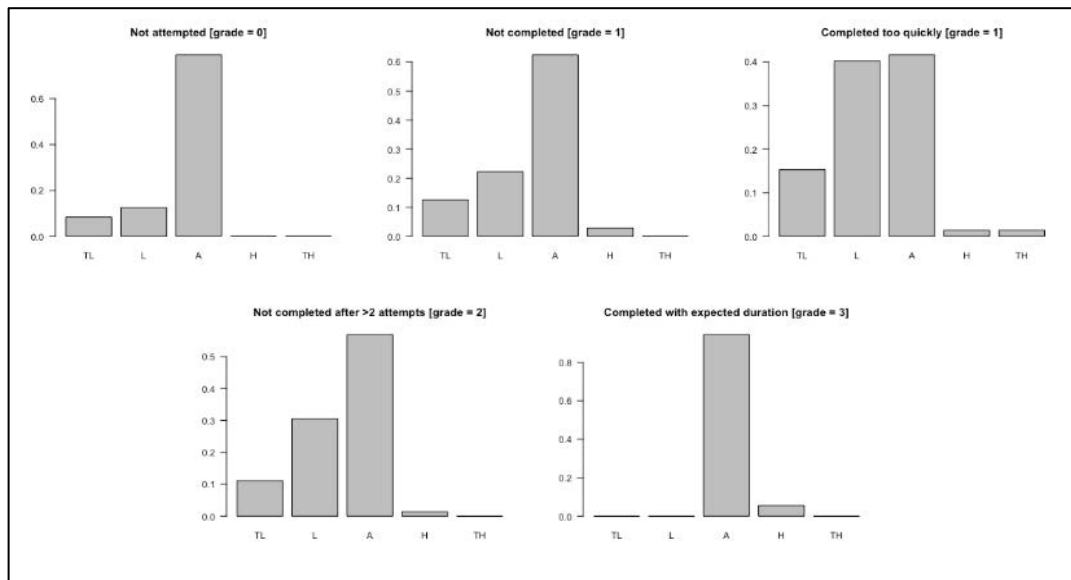 Not attempted [grade = 0]
0.6
0.4
0.2
0.0
TL L A H TH
Not completed [grade = 1]
0.6
0.5
0.4
0.3
0.2
0.1
0.0
TL L A H TH
Completed too quickly [grade = 1]
0.4
0.3
0.2
0.1
0.0
TL L A H TH
Not completed after >2 attempts [grade = 2]
0.5
0.4
0.3
0.2
0.1
0.0
TL L A H TH
Completed with expected duration [grade = 3]
0.8
0.6
0.4
0.2
0.0
TL L A H TH